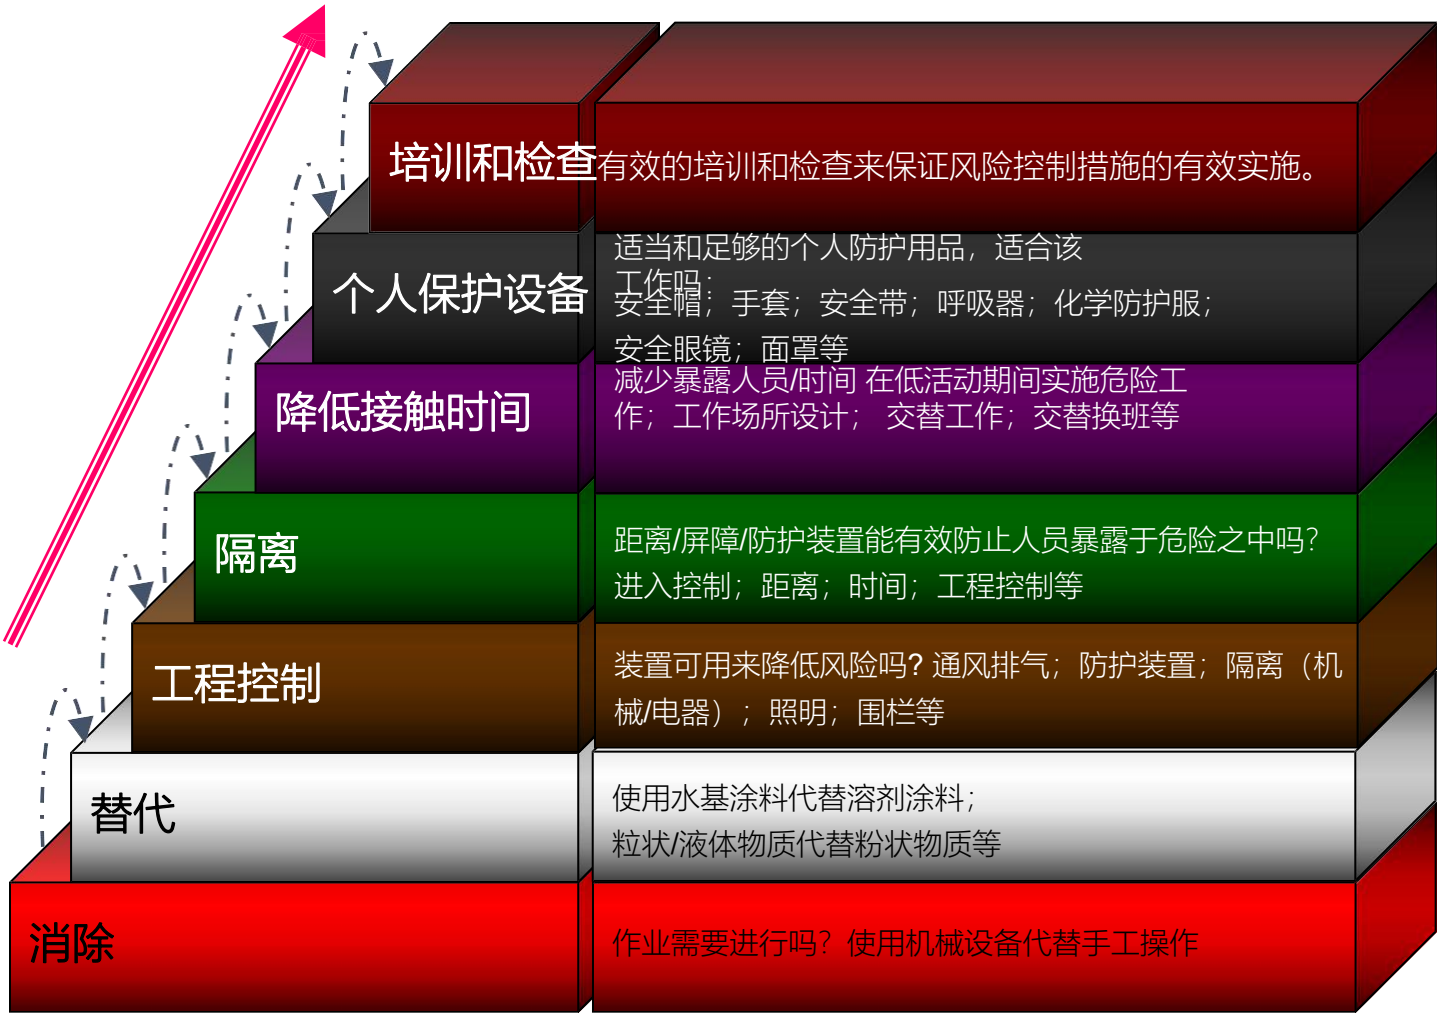 培训和检查
有效的培训和检查来保证风险控制措施的有效实施。
个人保护设备
适当和足够的个人防护用品，适合该
工作吗；
安全帽；手套；安全带；呼吸器；化学防护服；
安全眼镜；面罩等
降低接触时间
减少暴露人员/时间 在低活动期间实施危险工
作；工作场所设计； 交替工作；交替换班等
隔离
距离/屏障/防护装置能有效防止人员暴露于危险之中吗？
进入控制；距离；时间；工程控制等
工程控制
装置可用来降低风险吗? 通风排气；防护装置；隔离（机
械/电器）；照明；围栏等
替代
使用水基涂料代替溶剂涂料；
粒状/液体物质代替粉状物质等
消除
作业需要进行吗？使用机械设备代替手工操作